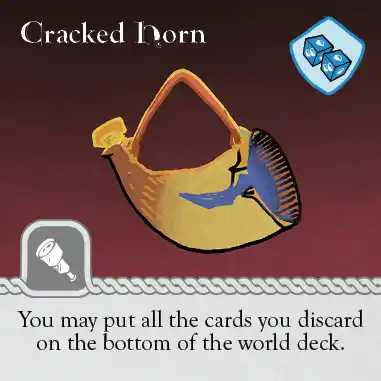 Cracked Horn
You may put all the cards you discard
on the bottom of the world deck.